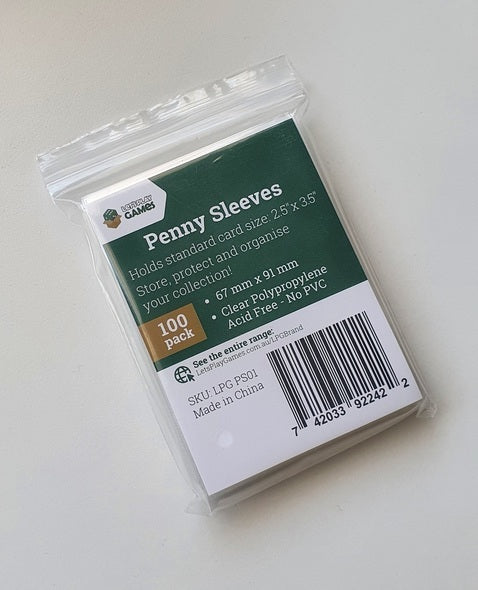 LETS PLAY
GAMES
Penny Sleeves
Holds standard card size: 2.5"x 3.5"
Store, protect and organise
your collection!
• 67 mm x 91 mm
• Clear Polypropylene
Acid Free - No PVC
100
pack
See the entire range:
LetsPlayGames.com.au/LPGBrand
SKU: LPG PS01
Made in China
7 42033 92242 2